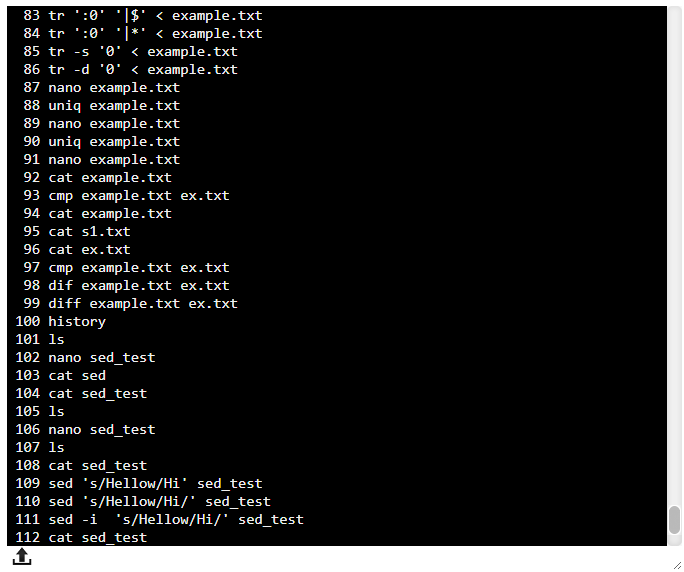 83 tr ':0' '|$' < example.txt
84 tr ':0' '|*' < example.txt
85 tr -s '0' < example.txt
86 tr -d '0' < example.txt
87 nano example.txt
88 uniq example.txt
89 nano example.txt
90 uniq example.txt
91 nano example.txt
92 cat example.txt
93 cmp example.txt ex.txt
94 cat example.txt
95 cat s1.txt
96 cat ex.txt
97 cmp example.txt ex.txt
98 dif example.txt ex.txt
99 diff example.txt ex.txt
100 history
101 ls
102 nano sed_test
103 cat sed
104 cat sed_test
105 ls
106 nano sed_test
107 ls
108 cat sed_test
109 sed 's/Hellow/Hi' sed_test
110 sed 's/Hellow/Hi/' sed_test
111 sed -i  's/Hellow/Hi/' sed_test
112 cat sed_test